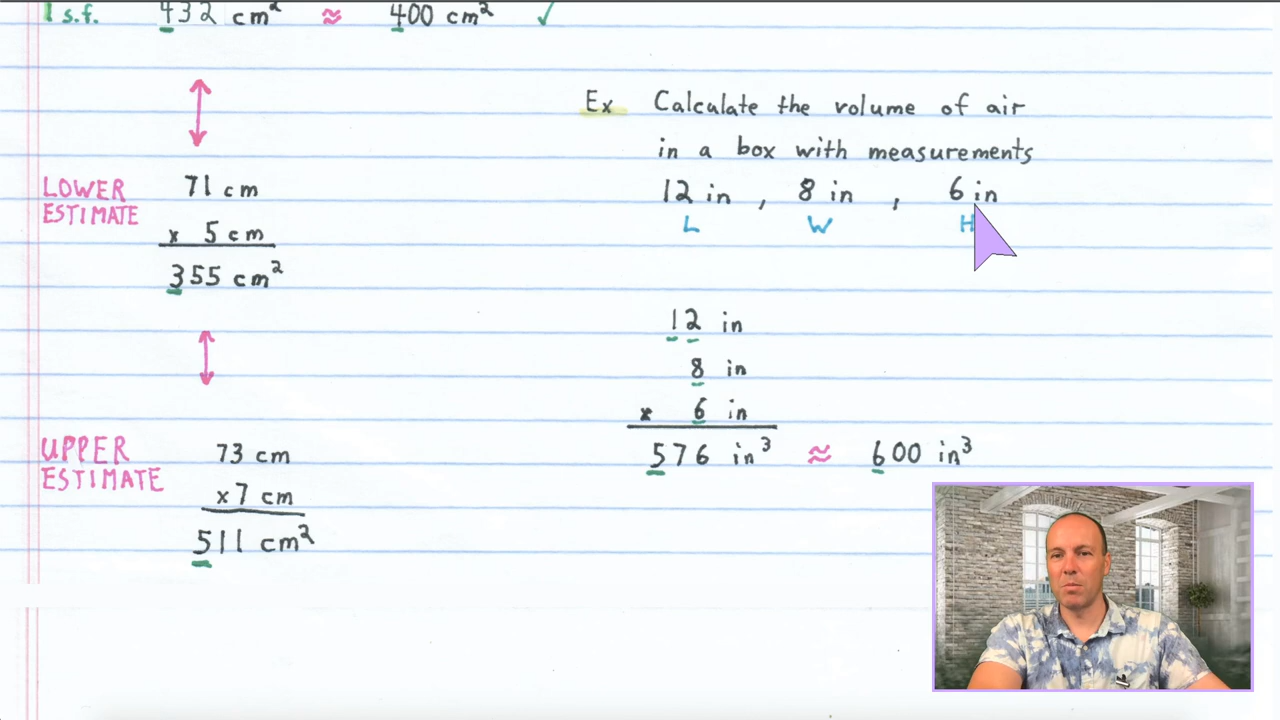 1 s.f. 432 cm² ≈ 400 cm² ✓
LOWER ESTIMATE
71 cm
x 5 cm
355 cm²
UPPER ESTIMATE
73 cm
x 7 cm
511 cm²
Ex Calculate the volume of air
in a box with measurements
12 in , 8 in , 6 in
L W H
12 in
8 in
x 6 in
576 in³ ≈ 600 in³